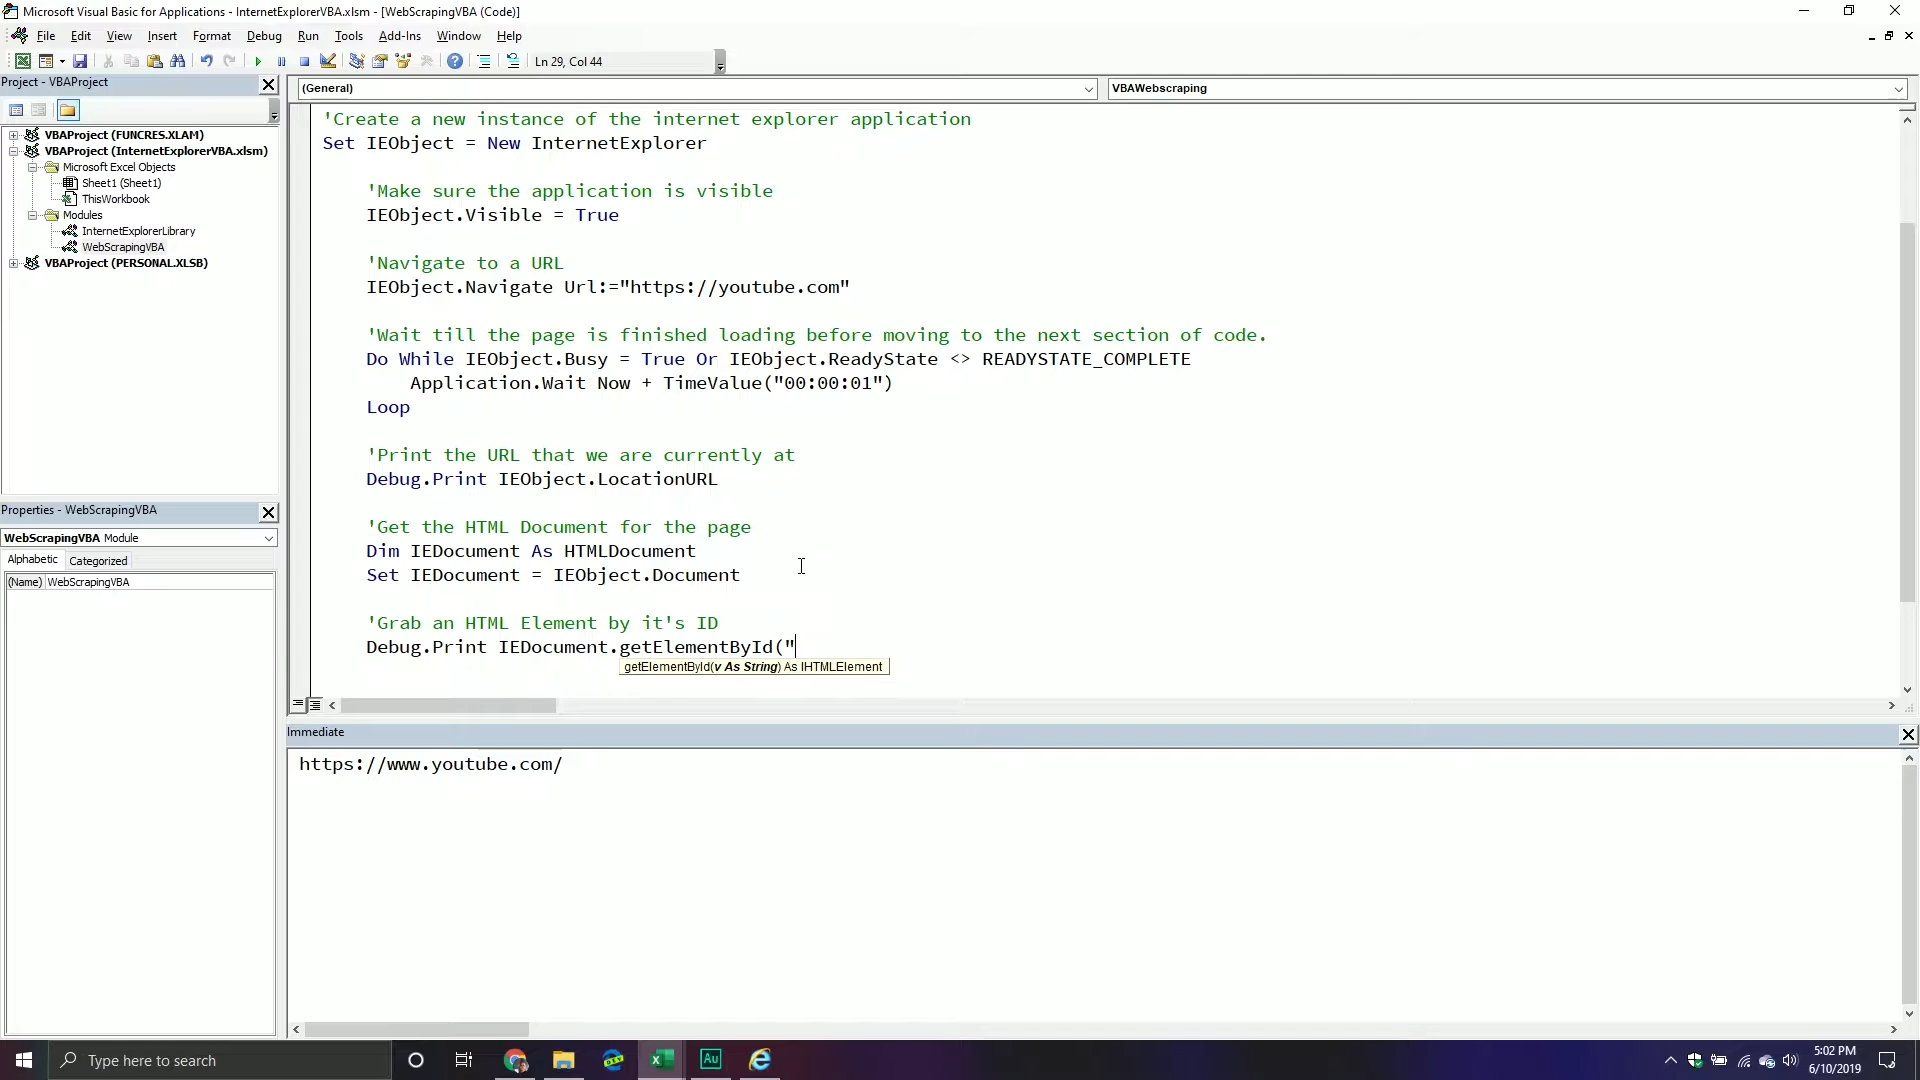 Microsoft Visual Basic for Applications - InternetExplorerVBA.xlsm - [WebScrapingVBA (Code)]
File Edit View Insert Format Debug Run Tools Add-Ins Window Help
Ln 29, Col 44
Project - VBAProject
(General)
VBAWebscraping
VBAProject (FUNCRES.XLAM)
VBAProject (InternetExplorerVBA.xlsm)
Microsoft Excel Objects
Sheet1 (Sheet1)
ThisWorkbook
Modules
InternetExplorerLibrary
WebScrapingVBA
VBAProject (PERSONAL.XLSB)
Properties - WebScrapingVBA
WebScrapingVBA Module
Alphabetic Categorized
(Name) WebScrapingVBA
'Create a new instance of the internet explorer application
Set IEObject = New InternetExplorer
'Make sure the application is visible
IEObject.Visible = True
'Navigate to a URL
IEObject.Navigate Url:="https://youtube.com"
'Wait till the page is finished loading before moving to the next section of code.
Do While IEObject.Busy = True Or IEObject.ReadyState <> READYSTATE_COMPLETE
Application.Wait Now + TimeValue("00:00:01")
Loop
'Print the URL that we are currently at
Debug.Print IEObject.LocationURL
'Get the HTML Document for the page
Dim IEDocument As HTMLDocument
Set IEDocument = IEObject.Document
'Grab an HTML Element by it's ID
Debug.Print IEDocument.getElementById("
getElementById(v As String) As IHTMLElement
Immediate
https://www.youtube.com/
Type here to search
Au
5:02 PM
6/10/2019